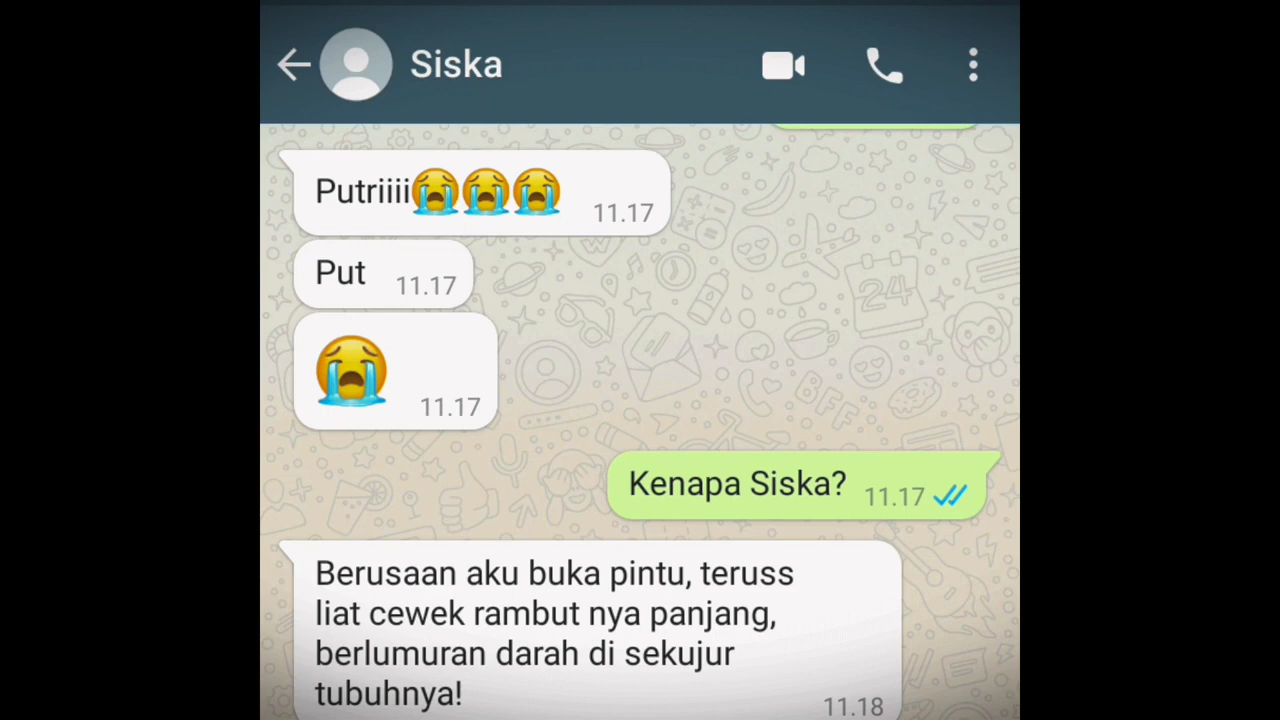 Siska
Putriiii😭😭😭 11.17
Put 11.17
😭 11.17
Kenapa Siska? 11.17
Berusaan aku buka pintu, teruss
liat cewek rambut nya panjang,
berlumuran darah di sekujur
tubuhnya! 11.18